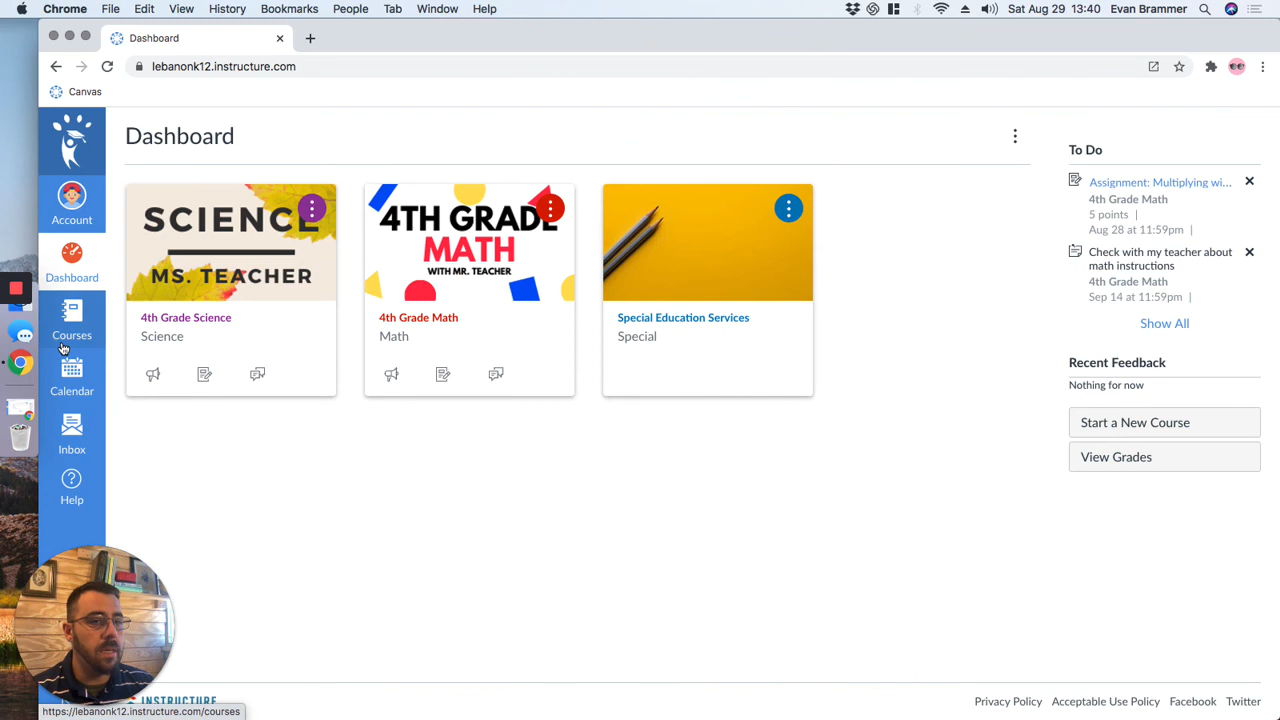 Chrome File Edit View History Bookmarks People Tab Window Help Sat Aug 29 13:40 Evan Brammer
Dashboard
lebanonk12.instructure.com
Canvas
Account
Dashboard
Courses
Calendar
Inbox
Help
Dashboard
SCIENCE
MS. TEACHER
4th Grade Science
Science
4TH GRADE
MATH
WITH MR. TEACHER
4th Grade Math
Math
Special Education Services
Special
To Do
Assignment: Multiplying wi...
4th Grade Math
5 points |
Aug 28 at 11:59pm |
Check with my teacher about
math instructions
4th Grade Math
Sep 14 at 11:59pm |
Show All
Recent Feedback
Nothing for now
Start a New Course
View Grades
INSTRUCTURE
Privacy Policy Acceptable Use Policy Facebook Twitter
https://lebanonk12.instructure.com/courses